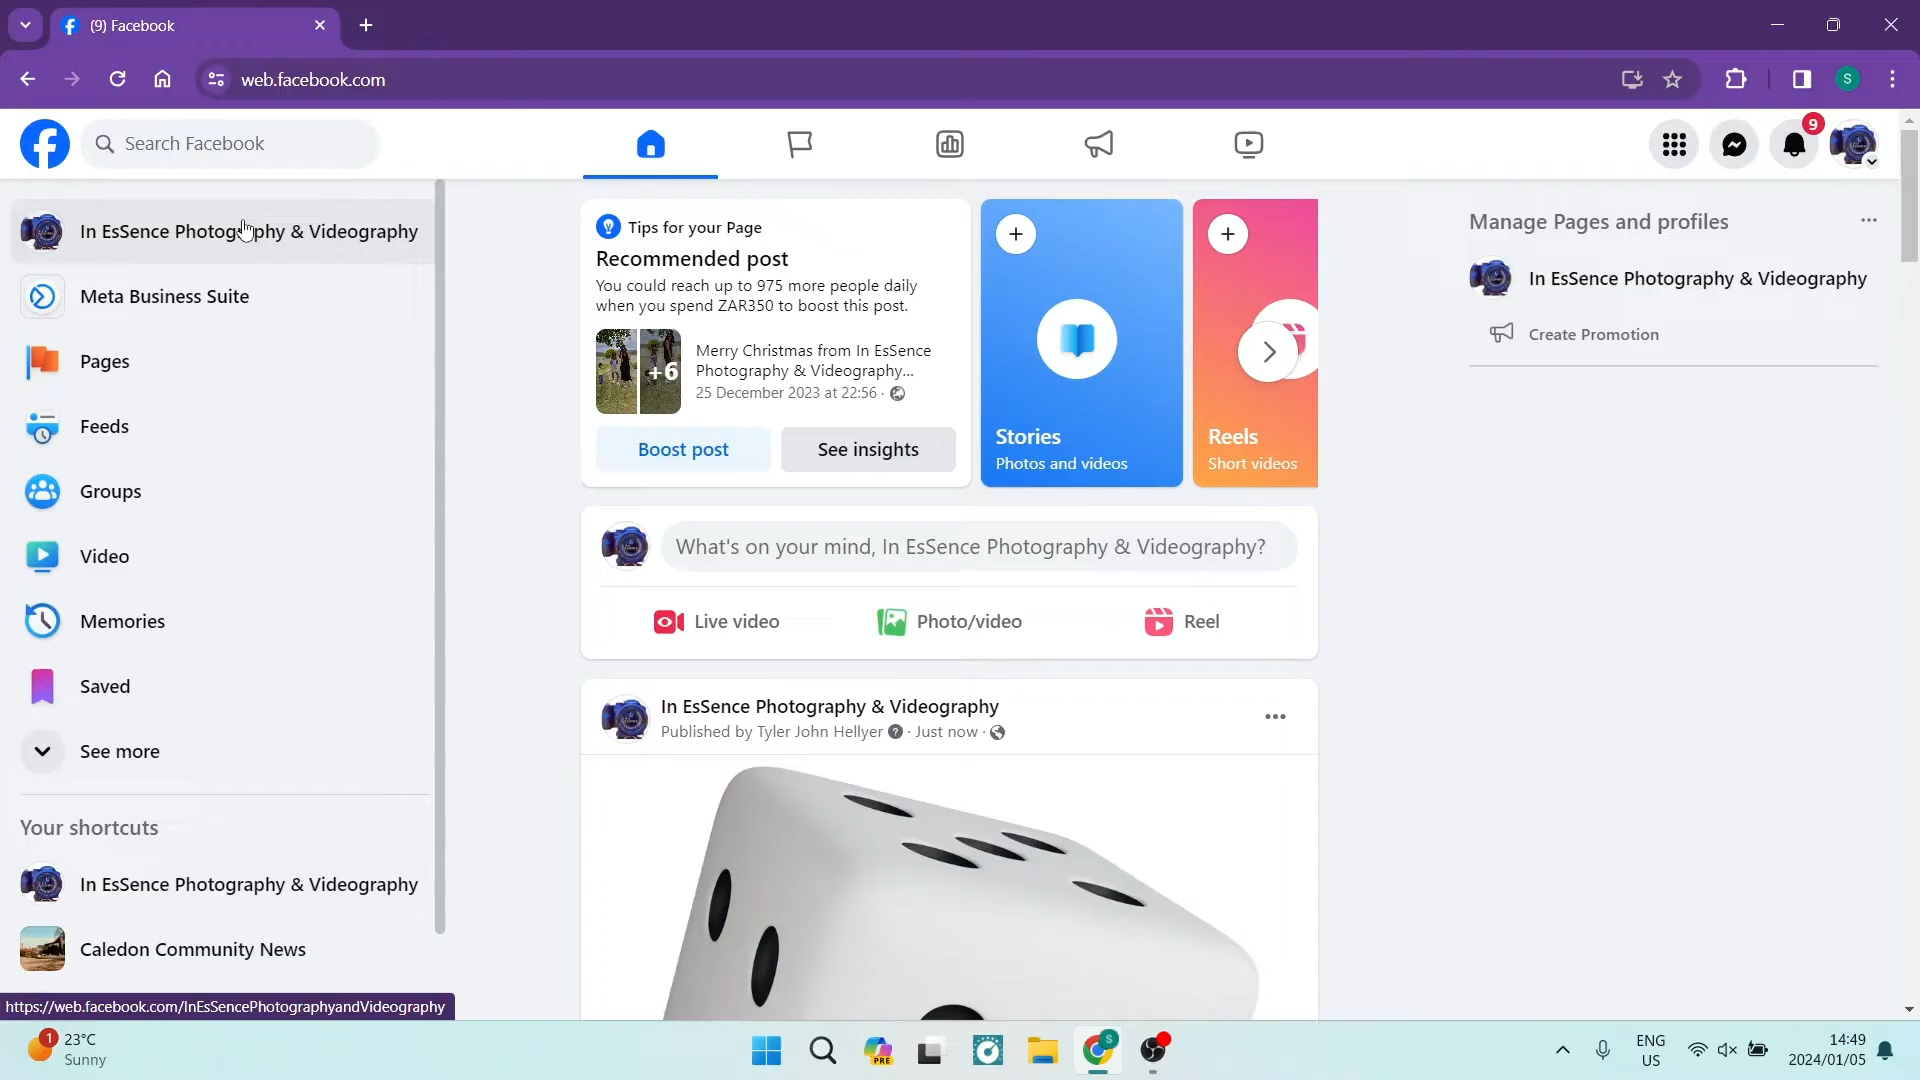 (9) Facebook
web.facebook.com
S
Search Facebook
9
In EsSence Photography & Videography
Meta Business Suite
Pages
Feeds
Groups
Video
Memories
Saved
See more
Your shortcuts
In EsSence Photography & Videography
Caledon Community News
https://web.facebook.com/InEsSencePhotographyandVideography
Tips for your Page
Recommended post
You could reach up to 975 more people daily
when you spend ZAR350 to boost this post.
+6
Merry Christmas from In EsSence
Photography & Videography...
25 December 2023 at 22:56 ·
Boost post
See insights
Stories
Photos and videos
Reels
Short videos
What's on your mind, In EsSence Photography & Videography?
Live video
Photo/video
Reel
In EsSence Photography & Videography
Published by Tyler John Hellyer · Just now ·
Manage Pages and profiles
In EsSence Photography & Videography
Create Promotion
1
23°C
Sunny
PRE
S
ENG
US
14:49
2024/01/05